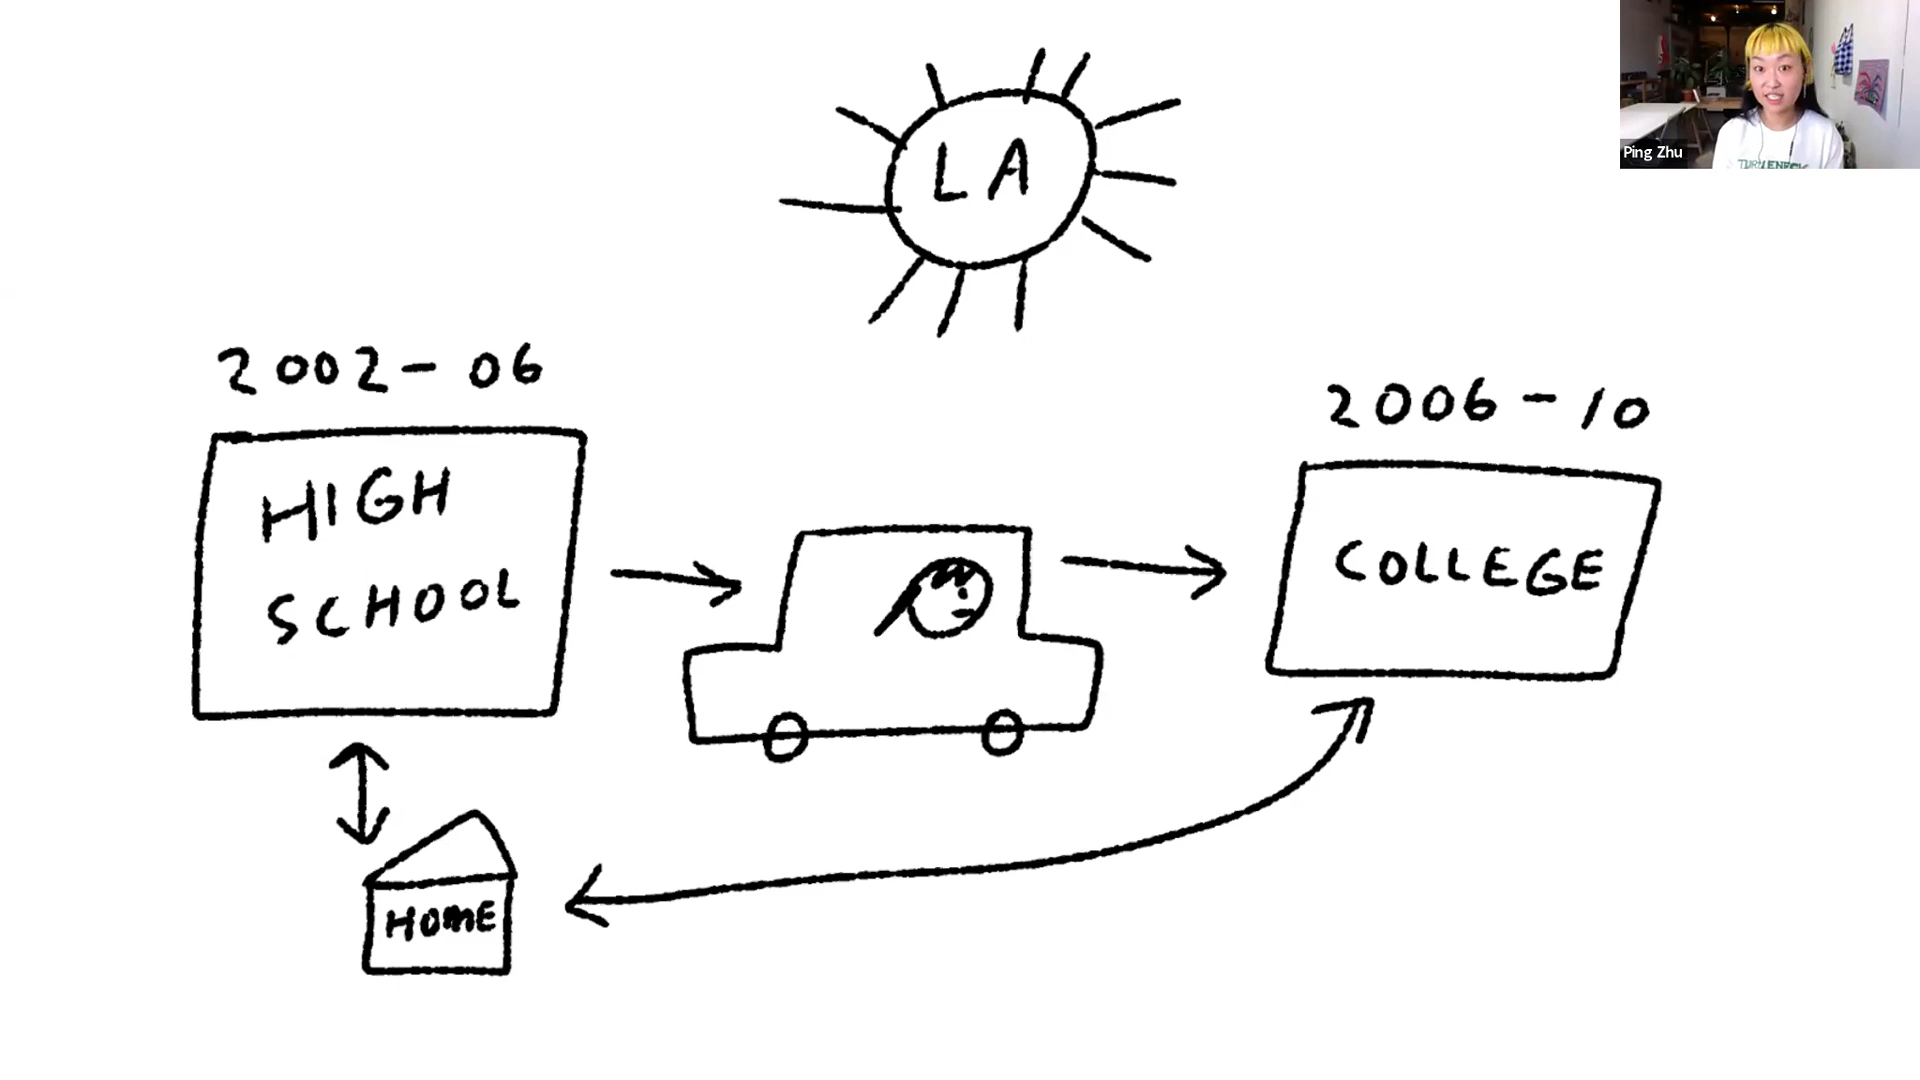 Ping Zhu
LA
2002 - 06
2006 - 10
HIGH
SCHOOL
COLLEGE
HOME